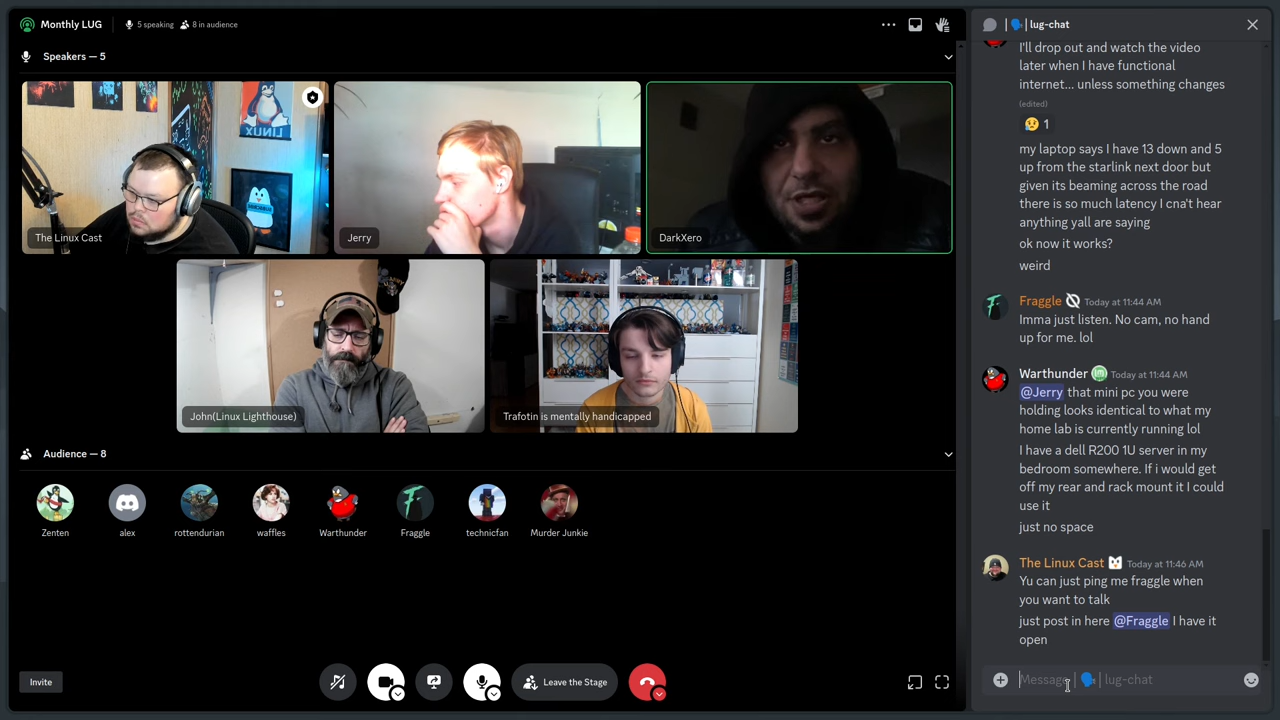 Monthly LUG
5 speaking
8 in audience
Speakers — 5
LINUX
The Linux Cast
Jerry
DarkXero
John(Linux Lighthouse)
Trafotin is mentally handicapped
Audience — 8
Zenten
alex
rottendurian
waffles
Warthunder
Fraggle
technicfan
Murder Junkie
Invite
Leave the Stage
| 🗣️ | lug-chat
I'll drop out and watch the video
later when I have functional
internet... unless something changes
(edited)
😢 1
my laptop says I have 13 down and 5
up from the starlink next door but
given its beaming across the road
there is so much latency I cna't hear
anything yall are saying
ok now it works?
weird
Fraggle Today at 11:44 AM
Imma just listen. No cam, no hand
up for me. lol
Warthunder Today at 11:44 AM
@Jerry that mini pc you were
holding looks identical to what my
home lab is currently running lol
I have a dell R200 1U server in my
bedroom somewhere. If i would get
off my rear and rack mount it I could
use it
just no space
The Linux Cast Today at 11:46 AM
Yu can just ping me fraggle when
you want to talk
just post in here @Fraggle I have it
open
Message | 🗣️ | lug-chat